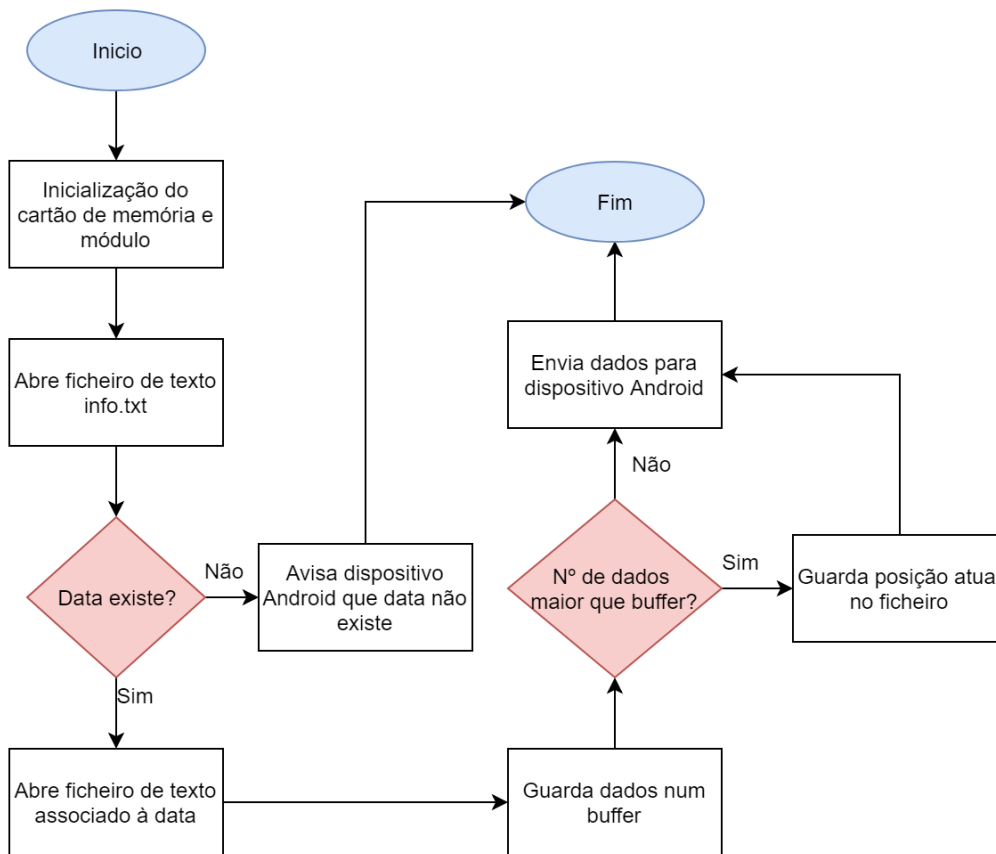 Inicio
Inicialização do
cartão de memória e
módulo
Abre ficheiro de texto
info.txt
Data existe?
Não
Avisa dispositivo
Android que data não
existe
Sim
Abre ficheiro de texto
associado à data
Guarda dados num
buffer
Nº de dados
maior que buffer?
Sim
Guarda posição atua
no ficheiro
Não
Envia dados para
dispositivo Android
Fim